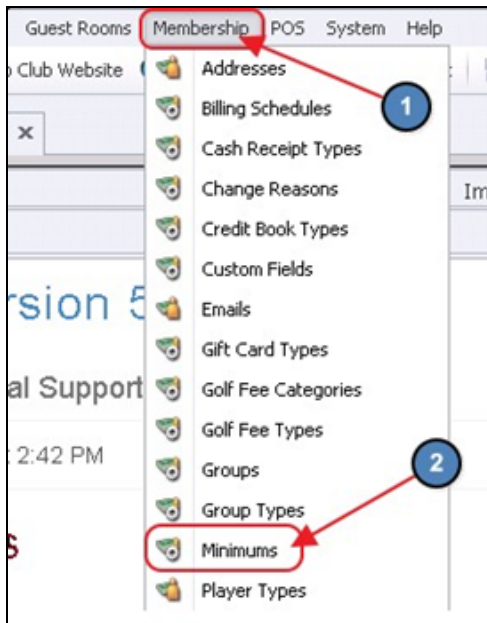 Guest Rooms Membership POS System Help
Club Website
Addresses
1
Billing Schedules
x
Cash Receipt Types
Change Reasons
Im
Credit Book Types
Custom Fields
rsion 5
Emails
Gift Card Types
al Support
Golf Fee Categories
Golf Fee Types
2:42 PM
2
Groups
Group Types
Minimums
Player Types